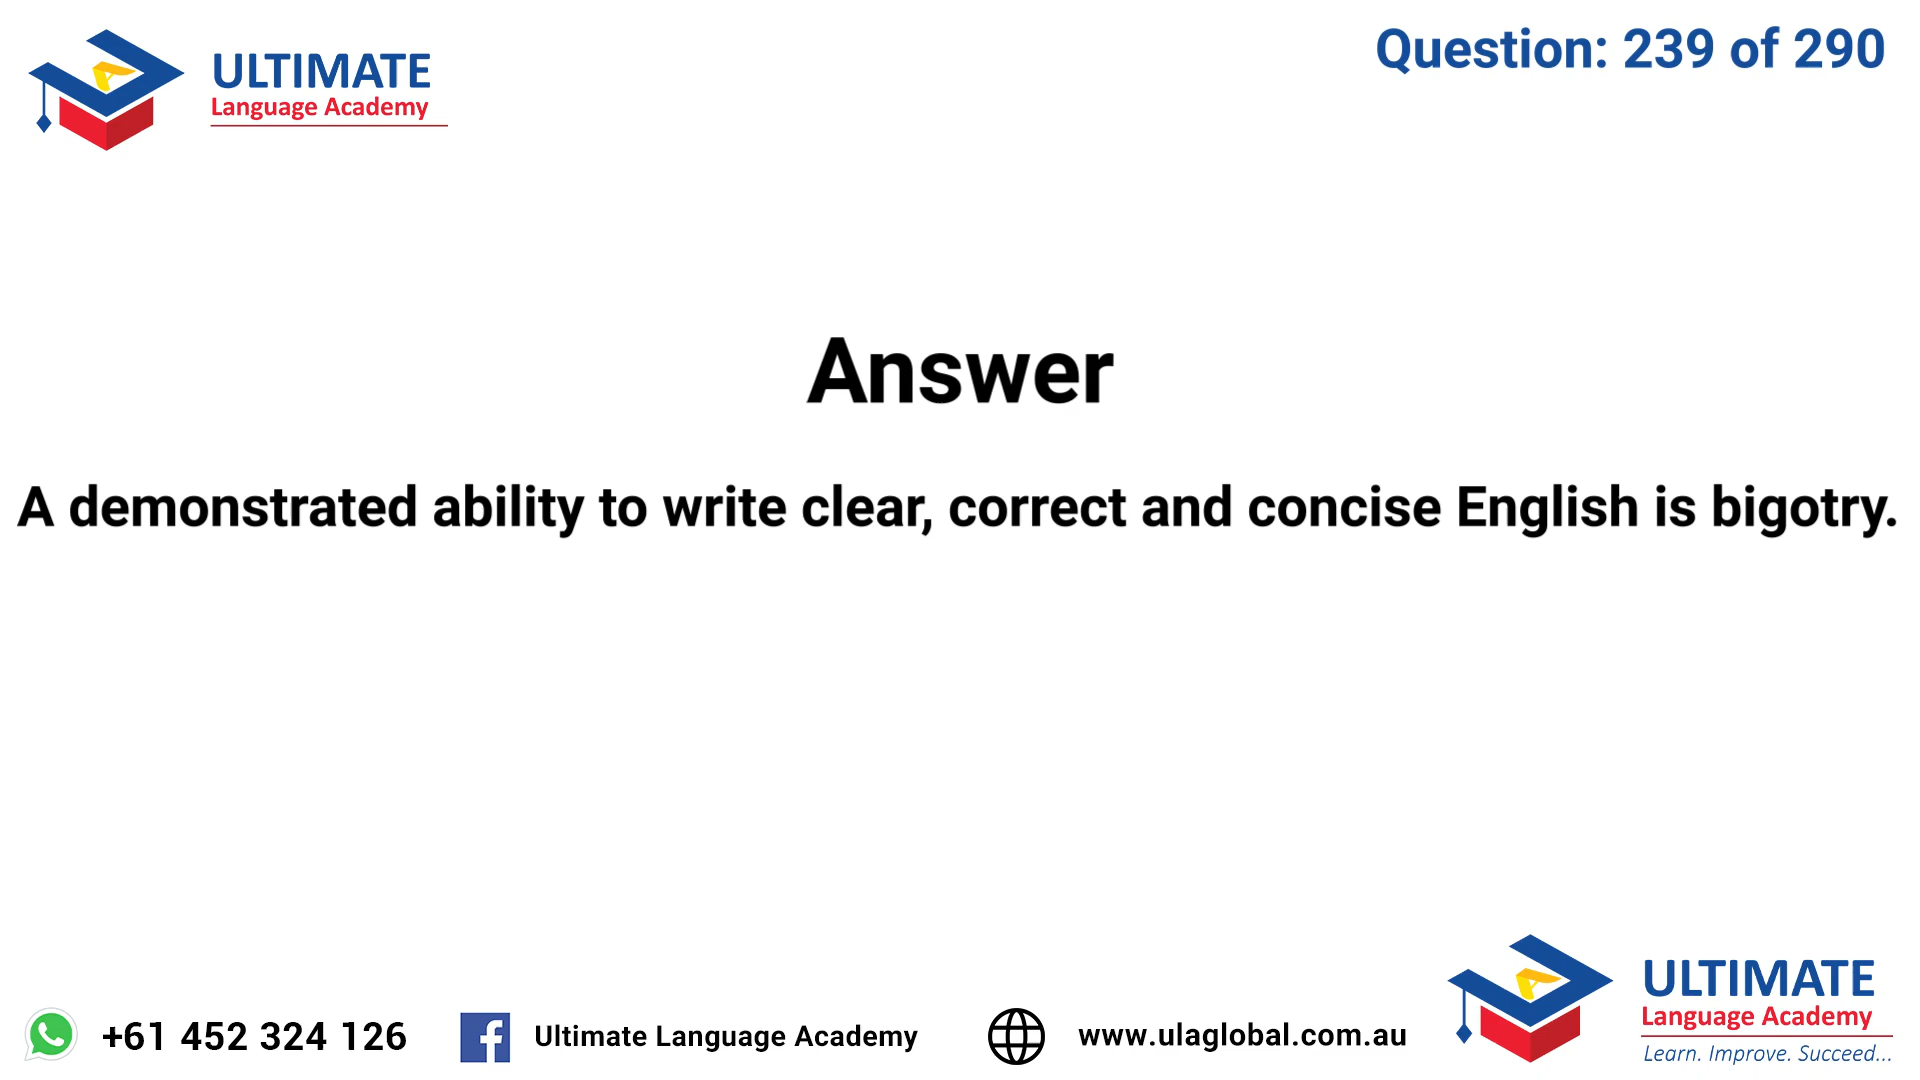 ULTIMATE
Language Academy
Question: 239 of 290
Answer
A demonstrated ability to write clear, correct and concise English is bigotry.
+61 452 324 126
Ultimate Language Academy
www.ulaglobal.com.au
ULTIMATE
Language Academy
Learn. Improve. Succeed...